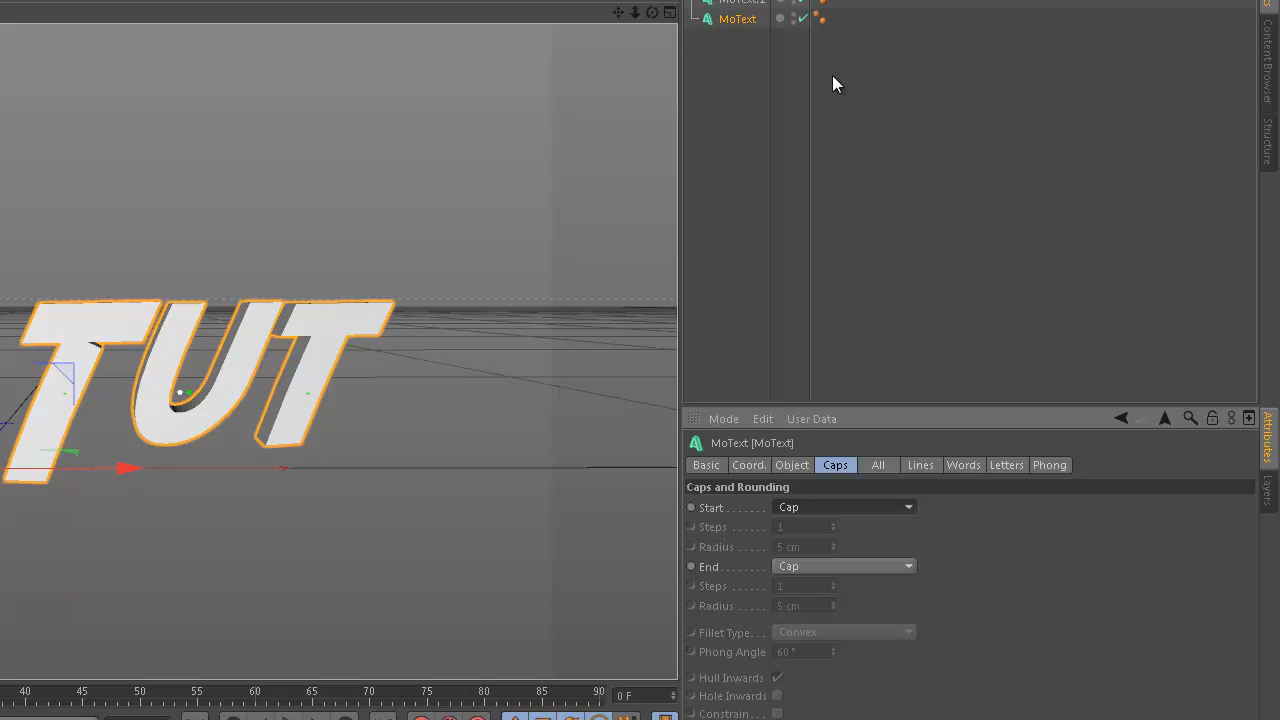 MoText.1
MoText
Content Browser
Structure
TUT
Mode Edit User Data
MoText [MoText]
Basic Coord. Object Caps All Lines Words Letters Phong
Caps and Rounding
Start . . . . . . . Cap
Steps . . . . . . 1
Radius . . . . . 5 cm
End. . . . . . . . Cap
Steps . . . . . . 1
Radius . . . . . 5 cm
Fillet Type. . . Convex
Phong Angle 60 °
Hull Inwards
Hole Inwards
Constrain. . .
Attributes
Layers
40 45 50 55 60 65 70 75 80 85 90 0 F